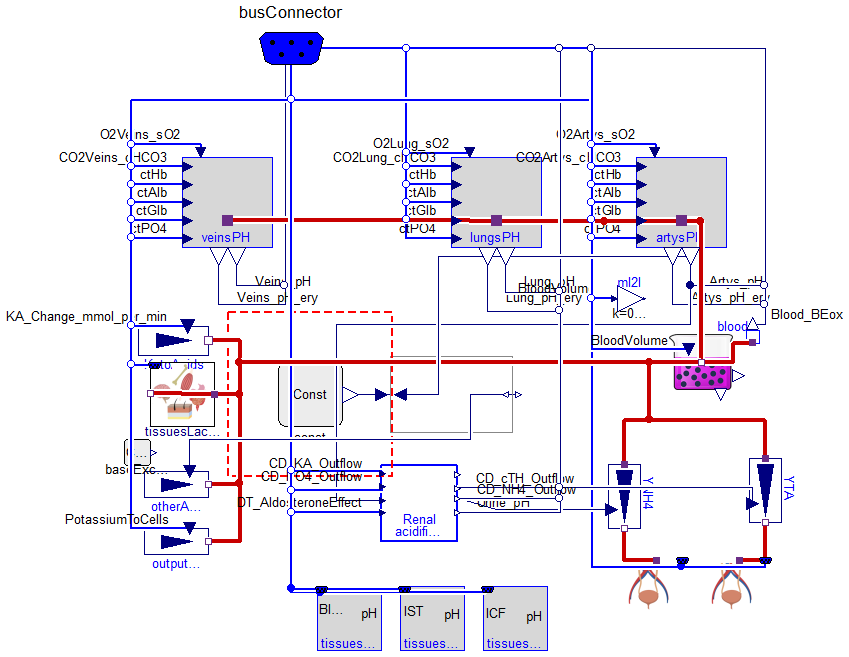 busConnector
O2Veins_sO2
O2Lung_sO2
O2Artys_sO2
CO2Veins_cHCO3
CO2Lung_cHCO3
CO2Artys_cHCO3
ctHb
ctHb
ctHb
ctAlb
ctAlb
ctAlb
ctGlb
ctGlb
ctGlb
ctPO4
ctPO4
ctPO4
veinsPH
lungsPH
artysPH
Veins_pH
Veins_pH_ery
Lung_pH
BloodVolum
Lung_pH_ery
ml2l
k=0...
Artys_pH
Artys_pH_ery
Blood_BEox
KA_Change_mmol_per_min
KetoAcids
blood
BloodVolume
Const
const
tissuesLac...
baseExc...
otherA...
PotassiumToCells
output...
CD_KA_Outflow
CD_PO4_Outflow
DT_AldosteroneEffect
Renal
acidifi...
CD_cTH_Outflow
CD_NH4_Outflow
Urine_pH
Y_NH4
YTA
Bl...
pH
tissues...
IST
pH
tissues...
ICF
pH
tissues...